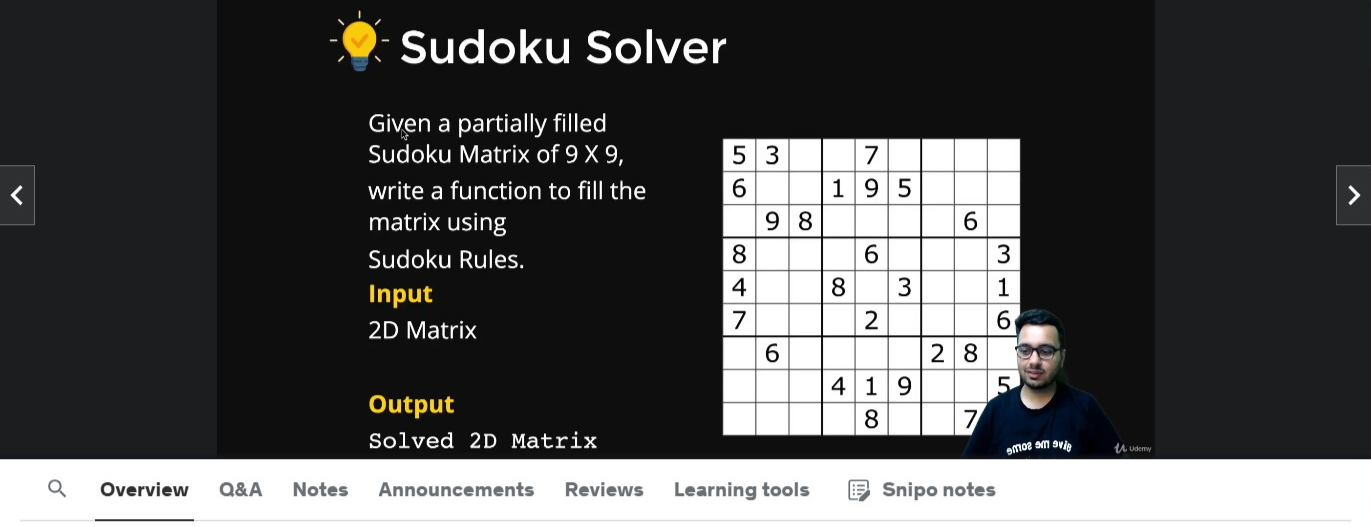 Sudoku Solver
Given a partially filled
Sudoku Matrix of 9 X 9,
write a function to fill the
matrix using
Sudoku Rules.
Input
2D Matrix
Output
Solved 2D Matrix
5 3 7
6 1 9 5
9 8 6
8 6 3
4 8 3 1
7 2 6
6 2 8
4 1 9 5
8 7
give me some
Udemy
Overview Q&A Notes Announcements Reviews Learning tools Snipo notes